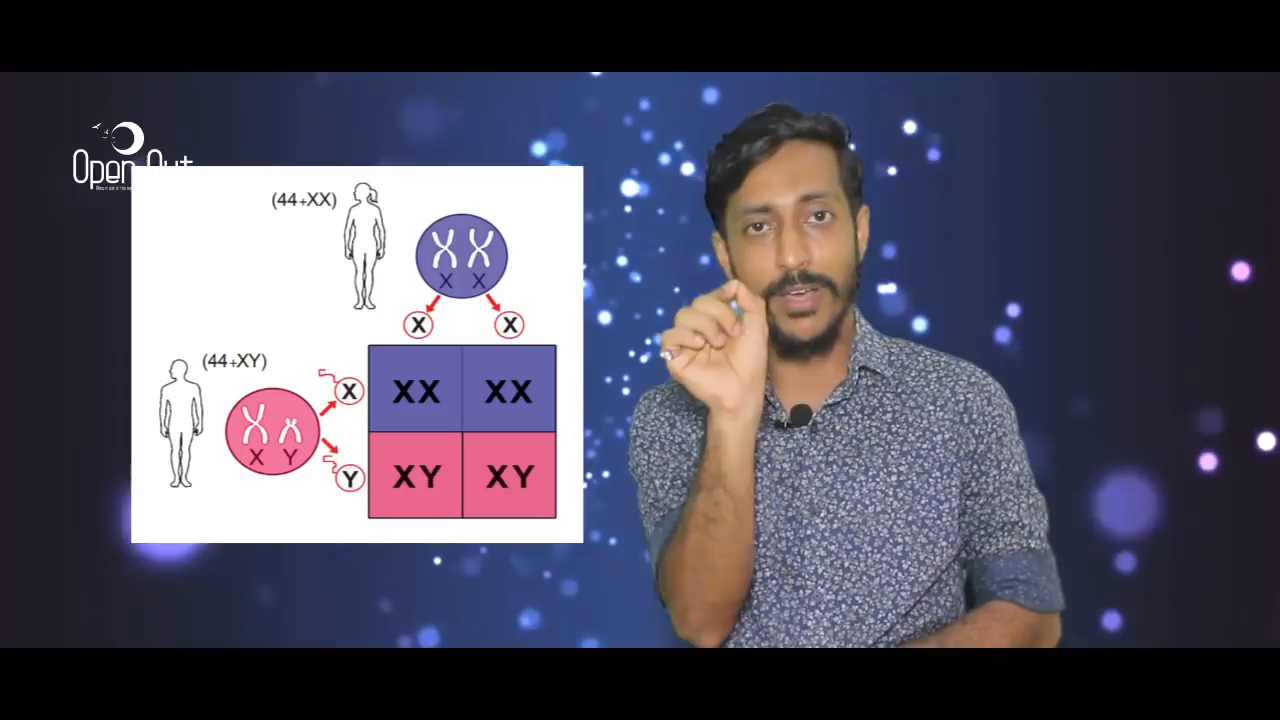 Open Out
(44+XX)
X X
X X
(44+XY)
X
XX XX
X Y
Y
XY XY